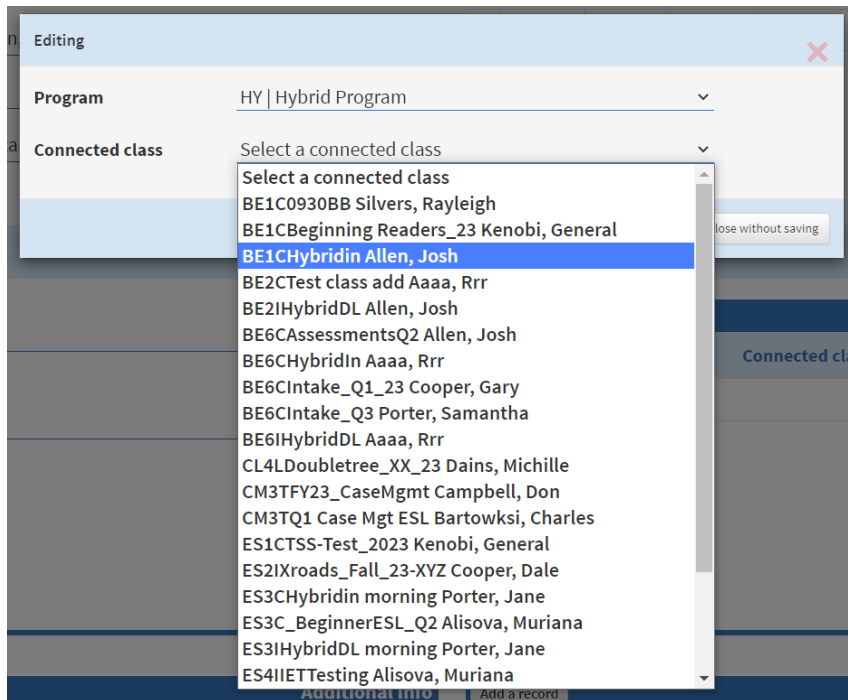 Editing
Program
HY | Hybrid Program
Connected class
Select a connected class
Select a connected class
BE1C0930BB Silvers, Rayleigh
BE1CBeginning Readers_23 Kenobi, General
lose without saving
BE1CHybridin Allen, Josh
BE2CTest class add Aaaa, Rrr
BE2IHybridDL Allen, Josh
BE6CAssessmentsQ2 Allen, Josh
Connected cl
BE6CHybridIn Aaaa, Rrr
BE6CIntake_Q1_23 Cooper, Gary
BE6CIntake_Q3 Porter, Samantha
BE6IHybridDL Aaaa, Rrr
CL4LDoubletree_XX_23 Dains, Michille
CM3TFY23_CaseMgmt Campbell, Don
CM3TQ1 Case Mgt ESL Bartowksi, Charles
ES1CTSS-Test_2023 Kenobi, General
ES2IXroads_Fall_23-XYZ Cooper, Dale
ES3CHybridin morning Porter, Jane
ES3C_BeginnerESL_Q2 Alisova, Muriana
ES3IHybridDL morning Porter, Jane
ES4IIETTesting Alisova, Muriana
Additional Info
Add a record